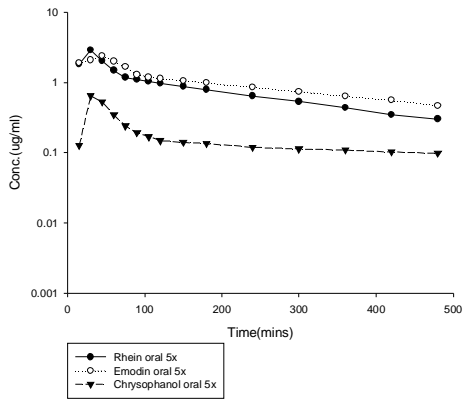 10
1
0.1
0.01
0.001
Conc.(ug/ml)
0 100 200 300 400 500
Time(mins)
Rhein oral 5x
Emodin oral 5x
Chrysophanol oral 5x